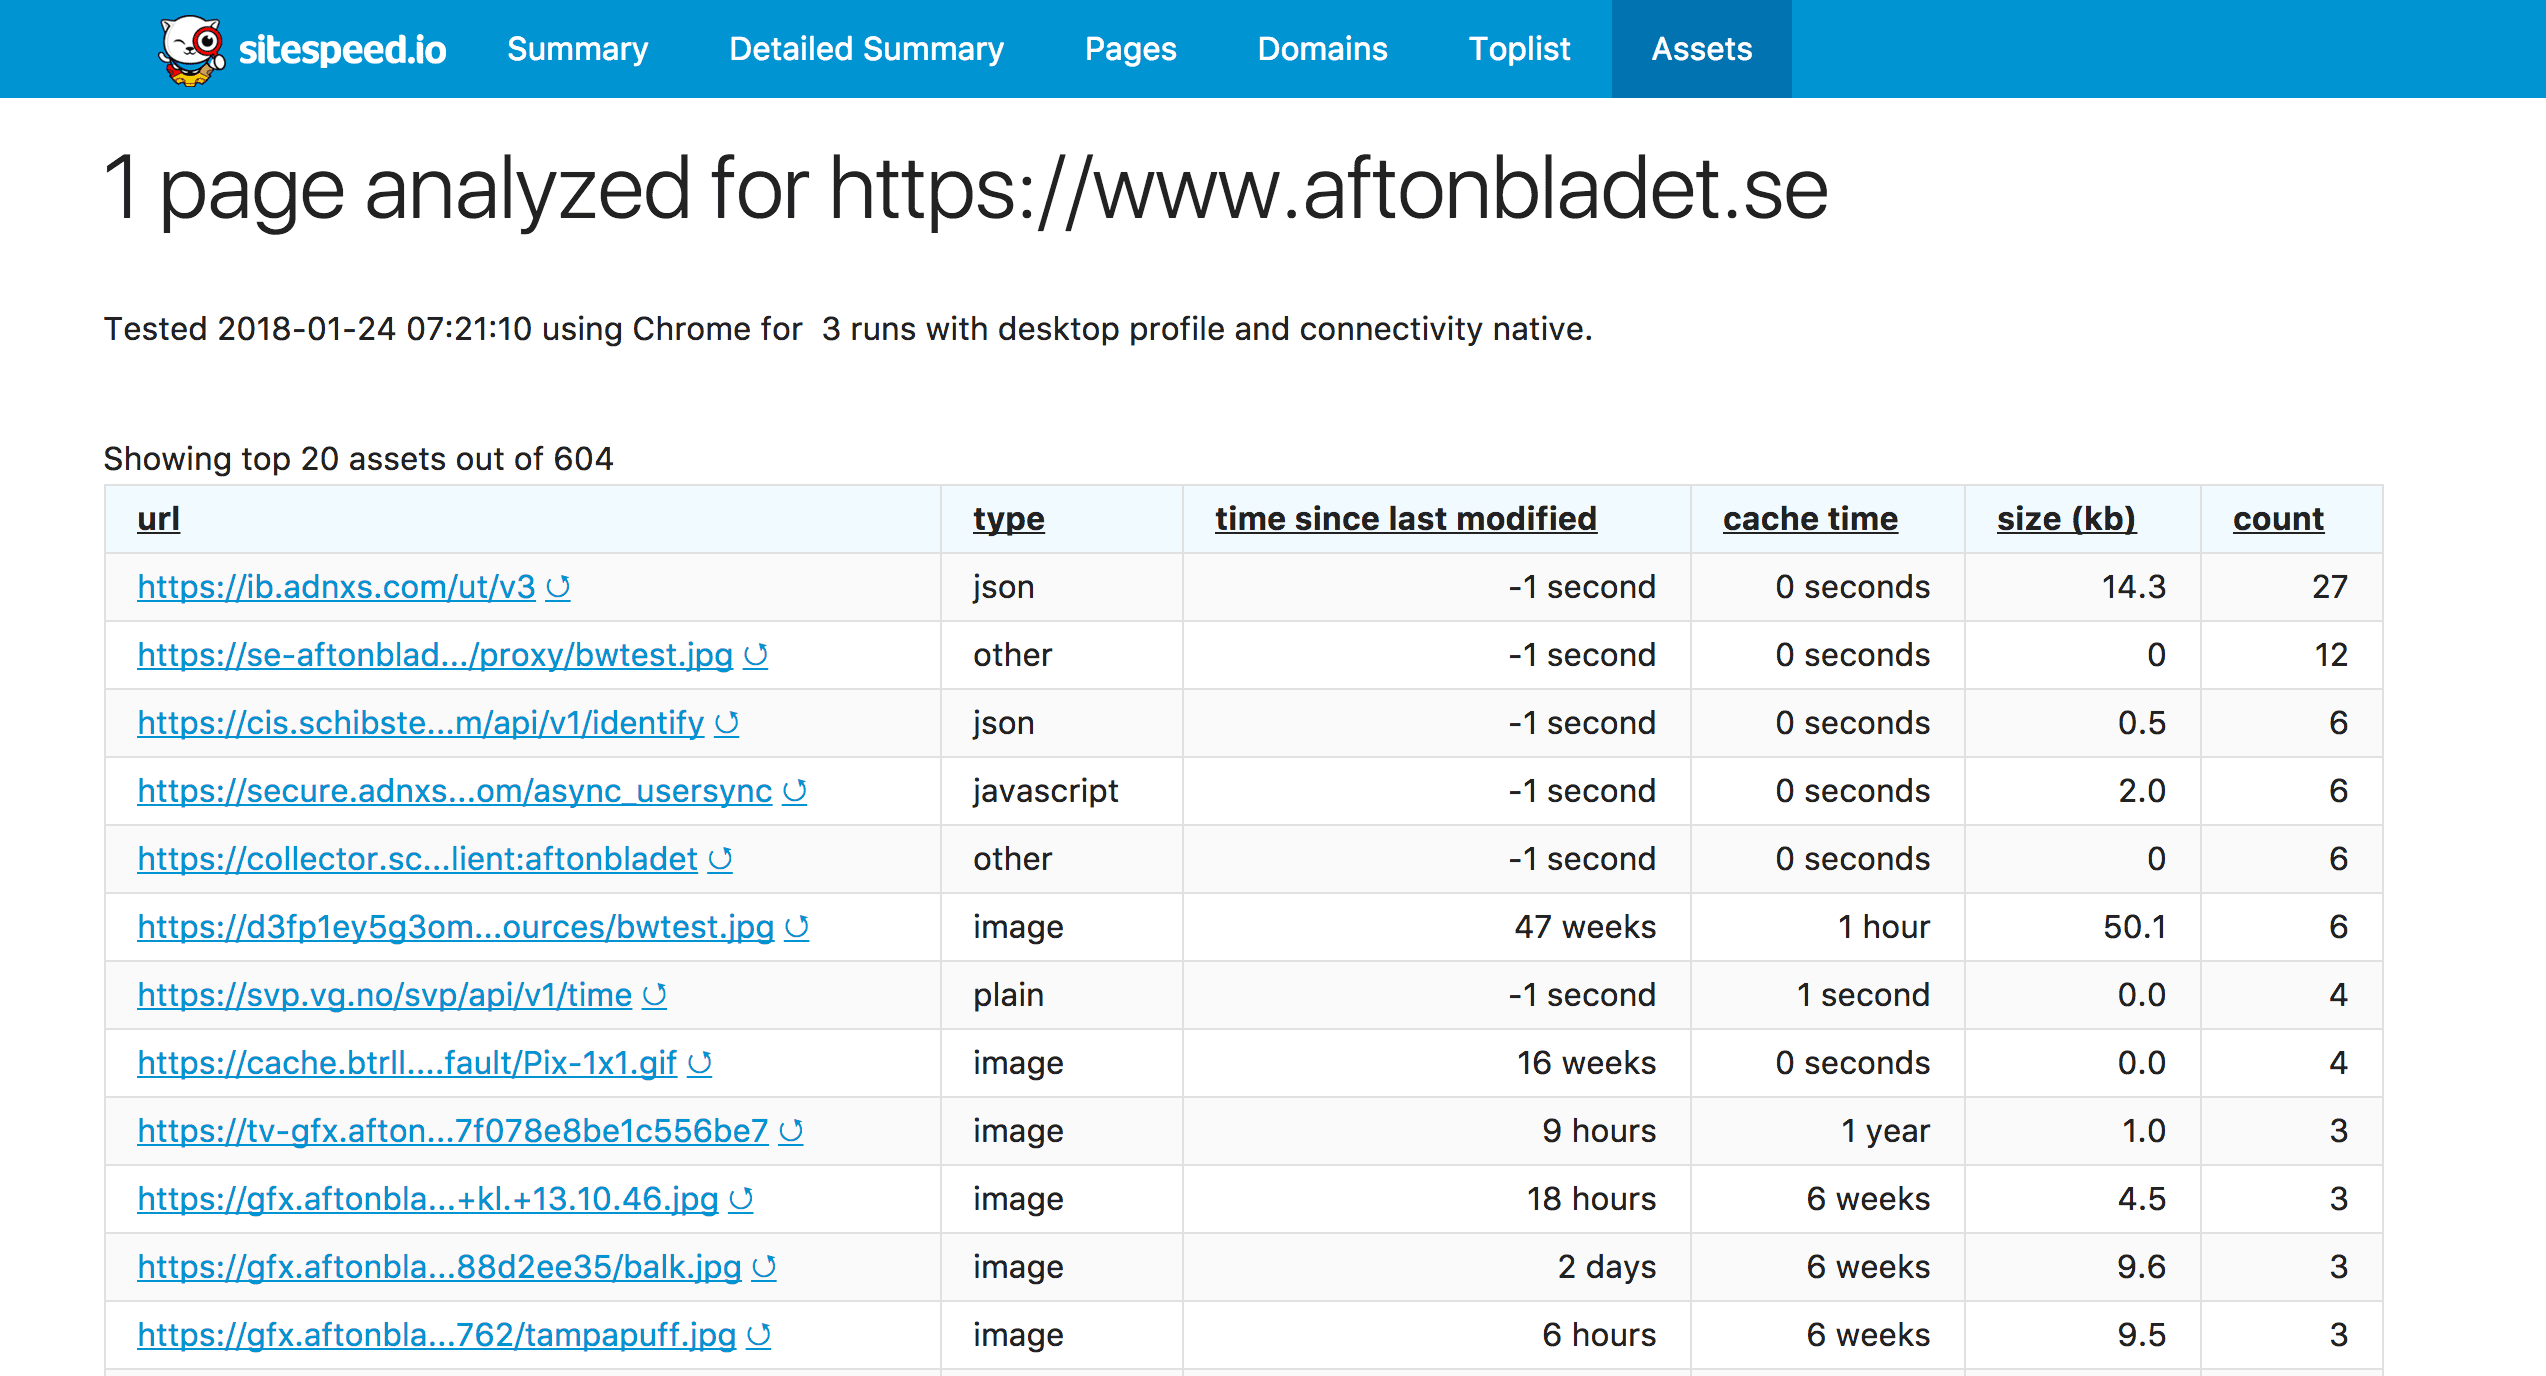 sitespeed.io Summary Detailed Summary Pages Domains Toplist Assets
1 page analyzed for https://www.aftonbladet.se
Tested 2018-01-24 07:21:10 using Chrome for 3 runs with desktop profile and connectivity native.
Showing top 20 assets out of 604
url type time since last modified cache time size (kb) count
https://ib.adnxs.com/ut/v3 json -1 second 0 seconds 14.3 27
https://se-aftonblad.../proxy/bwtest.jpg other -1 second 0 seconds 0 12
https://cis.schibste...m/api/v1/identify json -1 second 0 seconds 0.5 6
https://secure.adnxs...om/async_usersync javascript -1 second 0 seconds 2.0 6
https://collector.sc...lient:aftonbladet other -1 second 0 seconds 0 6
https://d3fp1ey5g3om...ources/bwtest.jpg image 47 weeks 1 hour 50.1 6
https://svp.vg.no/svp/api/v1/time plain -1 second 1 second 0.0 4
https://cache.btrll....fault/Pix-1x1.gif image 16 weeks 0 seconds 0.0 4
https://tv-gfx.afton...7f078e8be1c556be7 image 9 hours 1 year 1.0 3
https://gfx.aftonbla...+kl.+13.10.46.jpg image 18 hours 6 weeks 4.5 3
https://gfx.aftonbla...88d2ee35/balk.jpg image 2 days 6 weeks 9.6 3
https://gfx.aftonbla...762/tampapuff.jpg image 6 hours 6 weeks 9.5 3